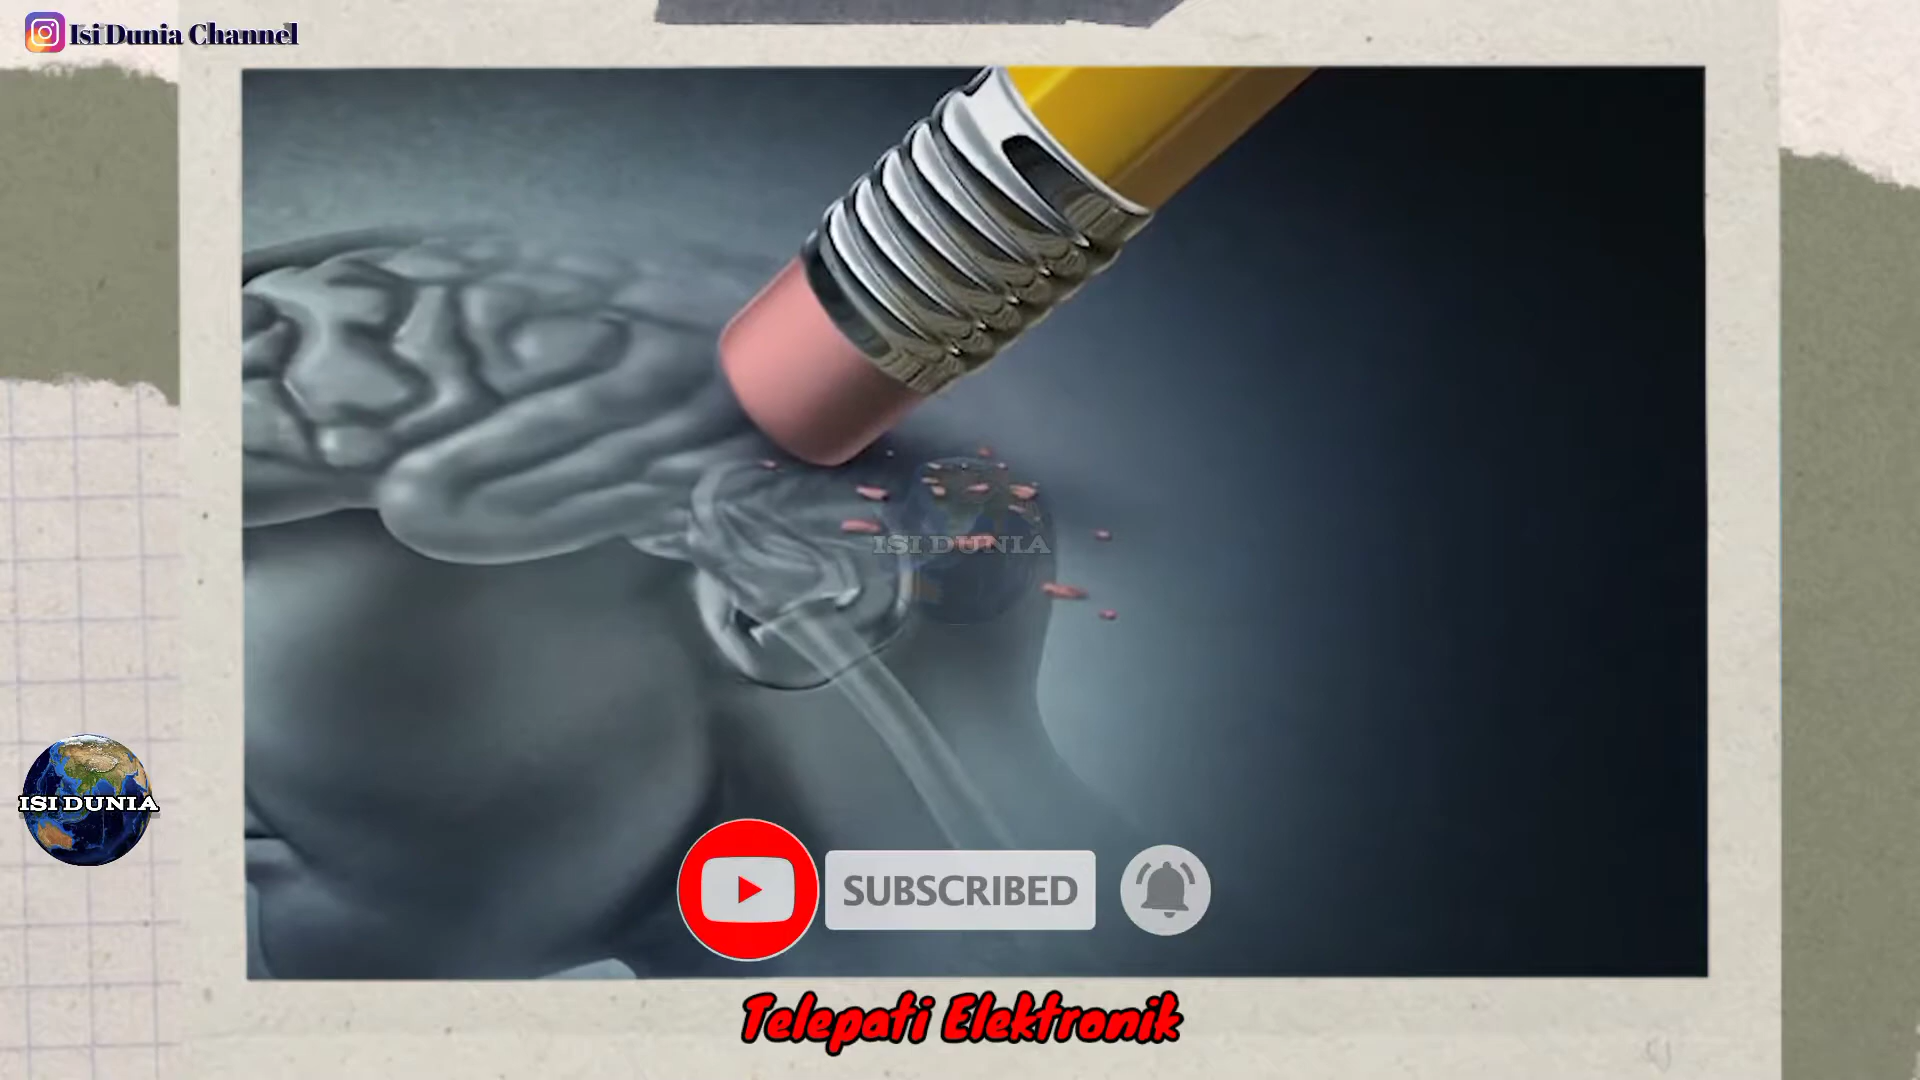 Isi Dunia Channel
ISI DUNIA
ISI DUNIA
SUBSCRIBED
Telepati Elektronik